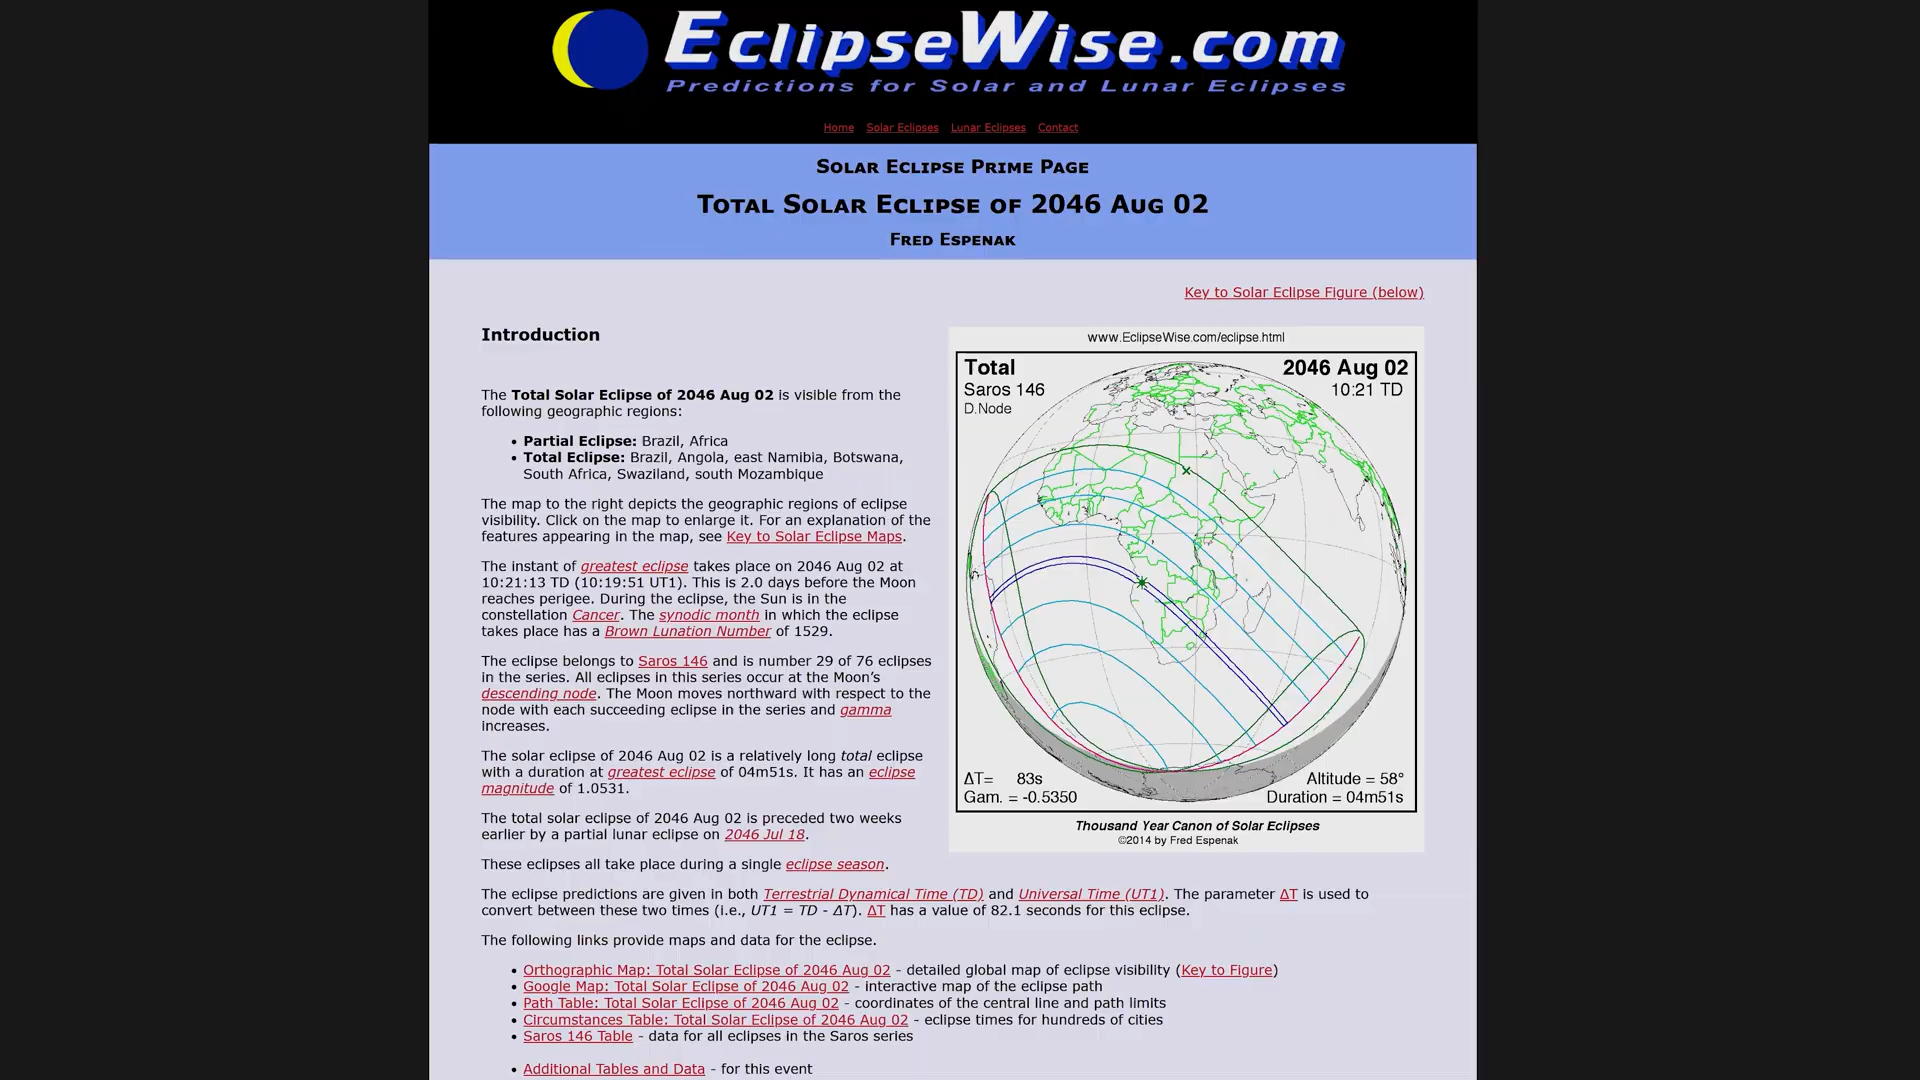 EclipseWise.com
Predictions for Solar and Lunar Eclipses
Home Solar Eclipses Lunar Eclipses Contact
Solar Eclipse Prime Page
Total Solar Eclipse of 2046 Aug 02
Fred Espenak
Key to Solar Eclipse Figure (below)
Introduction
The Total Solar Eclipse of 2046 Aug 02 is visible from the
following geographic regions:
• Partial Eclipse: Brazil, Africa
• Total Eclipse: Brazil, Angola, east Namibia, Botswana,
South Africa, Swaziland, south Mozambique
The map to the right depicts the geographic regions of eclipse
visibility. Click on the map to enlarge it. For an explanation of the
features appearing in the map, see Key to Solar Eclipse Maps.
The instant of greatest eclipse takes place on 2046 Aug 02 at
10:21:13 TD (10:19:51 UT1). This is 2.0 days before the Moon
reaches perigee. During the eclipse, the Sun is in the
constellation Cancer. The synodic month in which the eclipse
takes place has a Brown Lunation Number of 1529.
The eclipse belongs to Saros 146 and is number 29 of 76 eclipses
in the series. All eclipses in this series occur at the Moon’s
descending node. The Moon moves northward with respect to the
node with each succeeding eclipse in the series and gamma
increases.
The solar eclipse of 2046 Aug 02 is a relatively long total eclipse
with a duration at greatest eclipse of 04m51s. It has an eclipse
magnitude of 1.0531.
The total solar eclipse of 2046 Aug 02 is preceded two weeks
earlier by a partial lunar eclipse on 2046 Jul 18.
These eclipses all take place during a single eclipse season.
www.EclipseWise.com/eclipse.html
Total 2046 Aug 02
Saros 146 10:21 TD
D.Node
ΔT= 83s Altitude = 58°
Gam. = -0.5350 Duration = 04m51s
Thousand Year Canon of Solar Eclipses
©2014 by Fred Espenak
The eclipse predictions are given in both Terrestrial Dynamical Time (TD) and Universal Time (UT1). The parameter ΔT is used to
convert between these two times (i.e., UT1 = TD - ΔT). ΔT has a value of 82.1 seconds for this eclipse.
The following links provide maps and data for the eclipse.
• Orthographic Map: Total Solar Eclipse of 2046 Aug 02 - detailed global map of eclipse visibility (Key to Figure)
• Google Map: Total Solar Eclipse of 2046 Aug 02 - interactive map of the eclipse path
• Path Table: Total Solar Eclipse of 2046 Aug 02 - coordinates of the central line and path limits
• Circumstances Table: Total Solar Eclipse of 2046 Aug 02 - eclipse times for hundreds of cities
• Saros 146 Table - data for all eclipses in the Saros series
• Additional Tables and Data - for this event